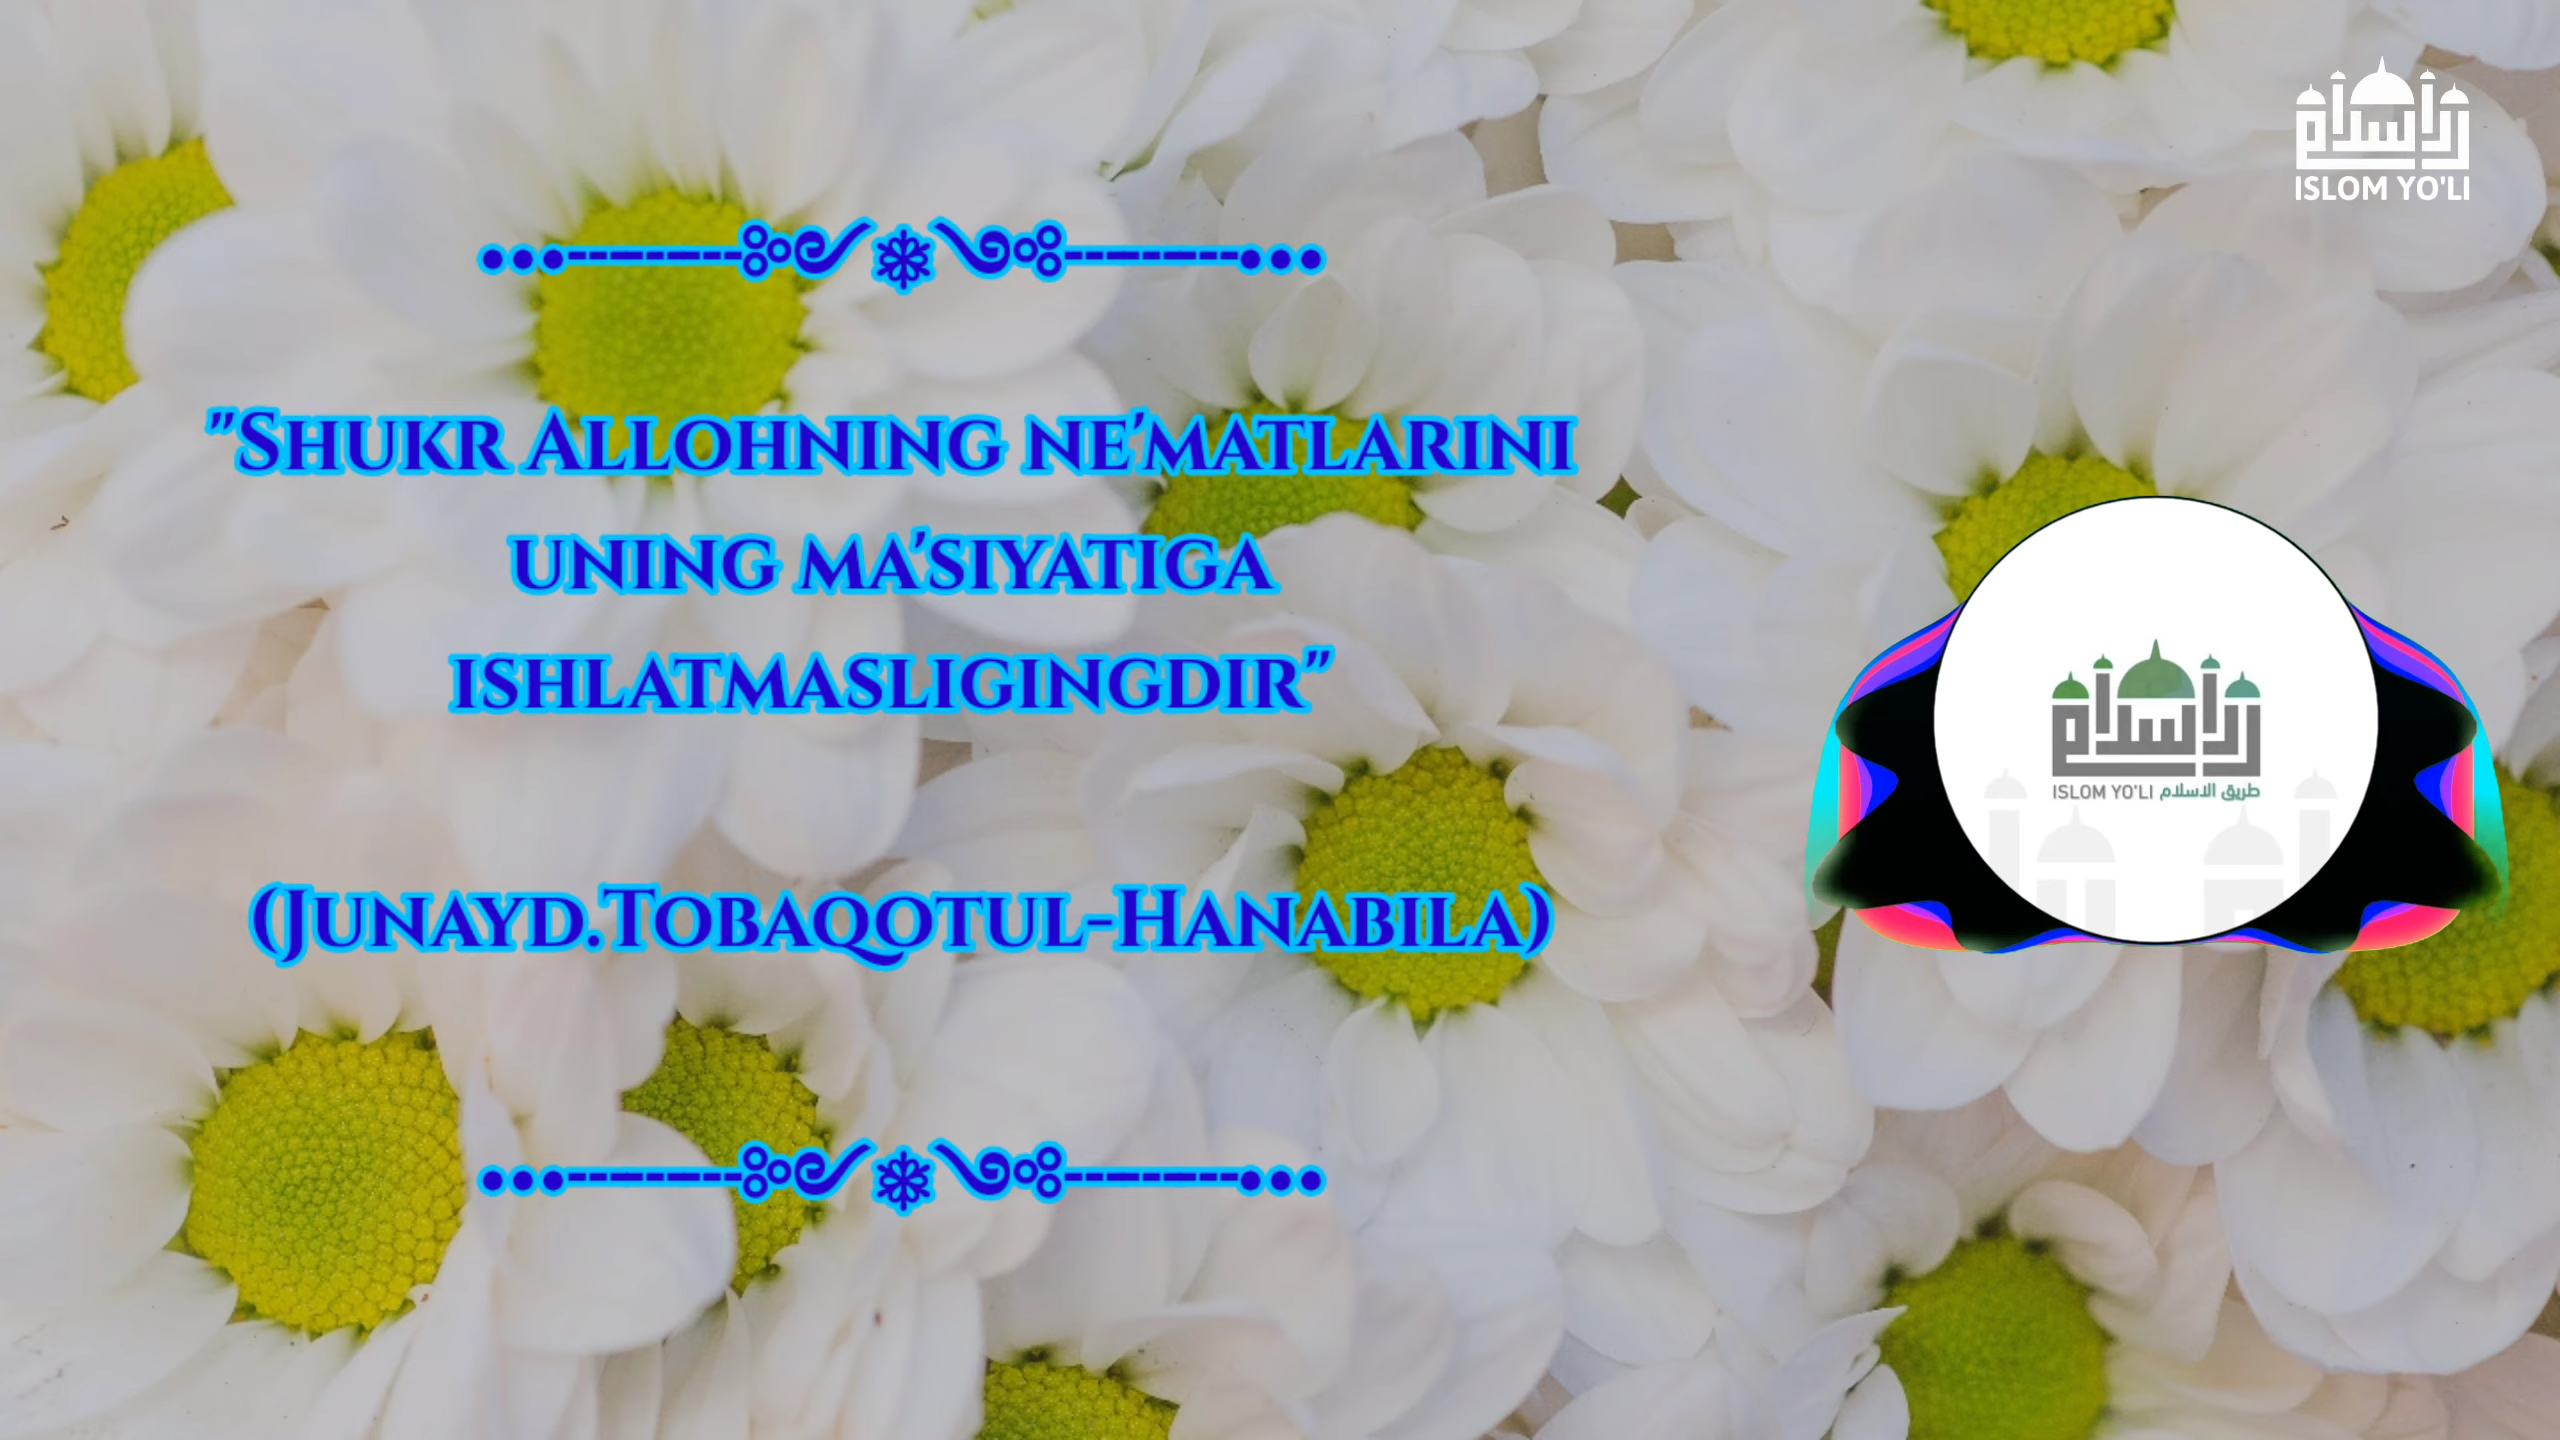 ISLOM YO'LI
"Shukr Allohning ne'matlarini
uning ma'siyatiga
ishlatmasligingdir"
(Junayd.Tobaqotul-Hanabila)
ISLOM YO'LI طريق الاسلام